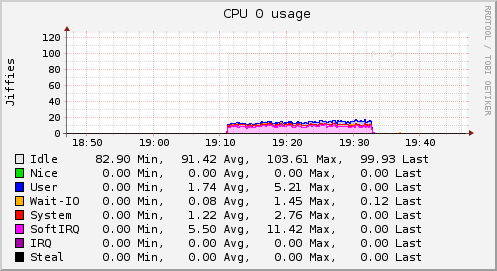 CPU 0 usage
RRDTOOL / TOBI OETIKER
Jiffies
120
100
80
60
40
20
0
18:50 19:00 19:10 19:20 19:30 19:40
Idle 82.90 Min, 91.42 Avg, 103.61 Max, 99.93 Last
Nice 0.00 Min, 0.00 Avg, 0.00 Max, 0.00 Last
User 0.00 Min, 1.74 Avg, 5.21 Max, 0.00 Last
Wait-IO 0.00 Min, 0.08 Avg, 1.45 Max, 0.12 Last
System 0.00 Min, 1.22 Avg, 2.76 Max, 0.00 Last
SoftIRQ 0.00 Min, 5.50 Avg, 11.42 Max, 0.00 Last
IRQ 0.00 Min, 0.00 Avg, 0.00 Max, 0.00 Last
Steal 0.00 Min, 0.00 Avg, 0.00 Max, 0.00 Last